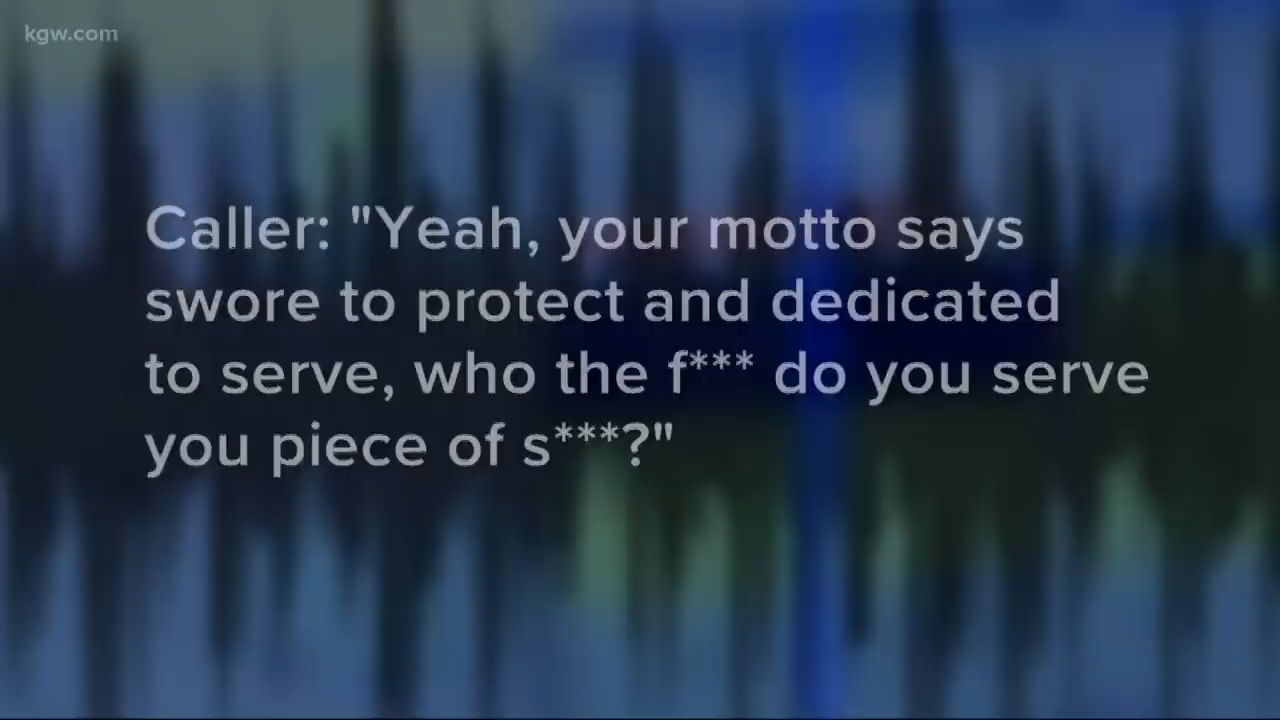 kgw.com
Caller: "Yeah, your motto says
swore to protect and dedicated
to serve, who the f*** do you serve
you piece of s***?"